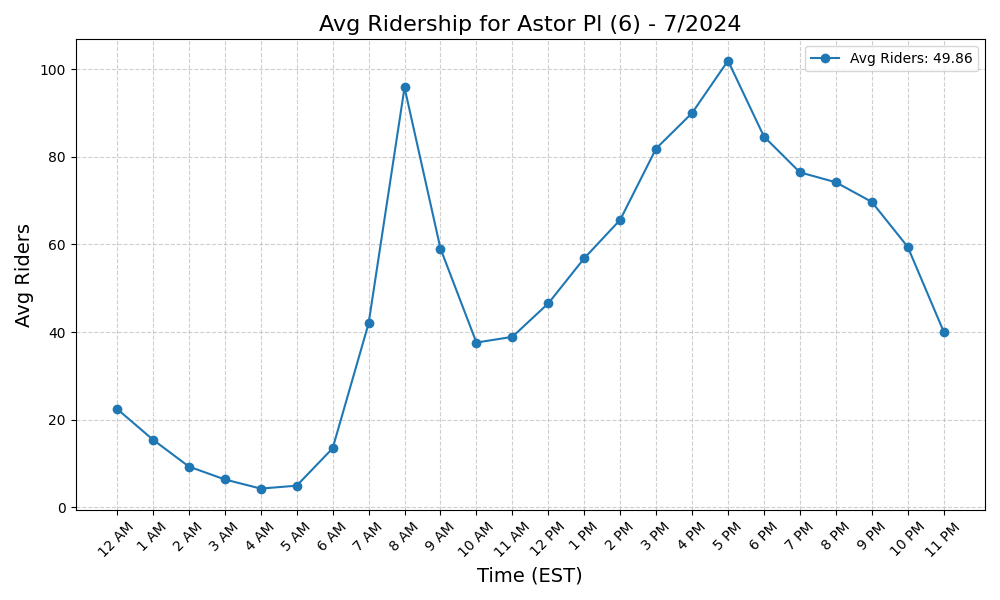 Avg Ridership for Astor Pl (6) - 7/2024
Avg Riders: 49.86
Avg Riders
100
80
60
40
20
0
12 AM
1 AM
2 AM
3 AM
4 AM
5 AM
6 AM
7 AM
8 AM
9 AM
10 AM
11 AM
12 PM
1 PM
2 PM
3 PM
4 PM
5 PM
6 PM
7 PM
8 PM
9 PM
10 PM
11 PM
Time (EST)